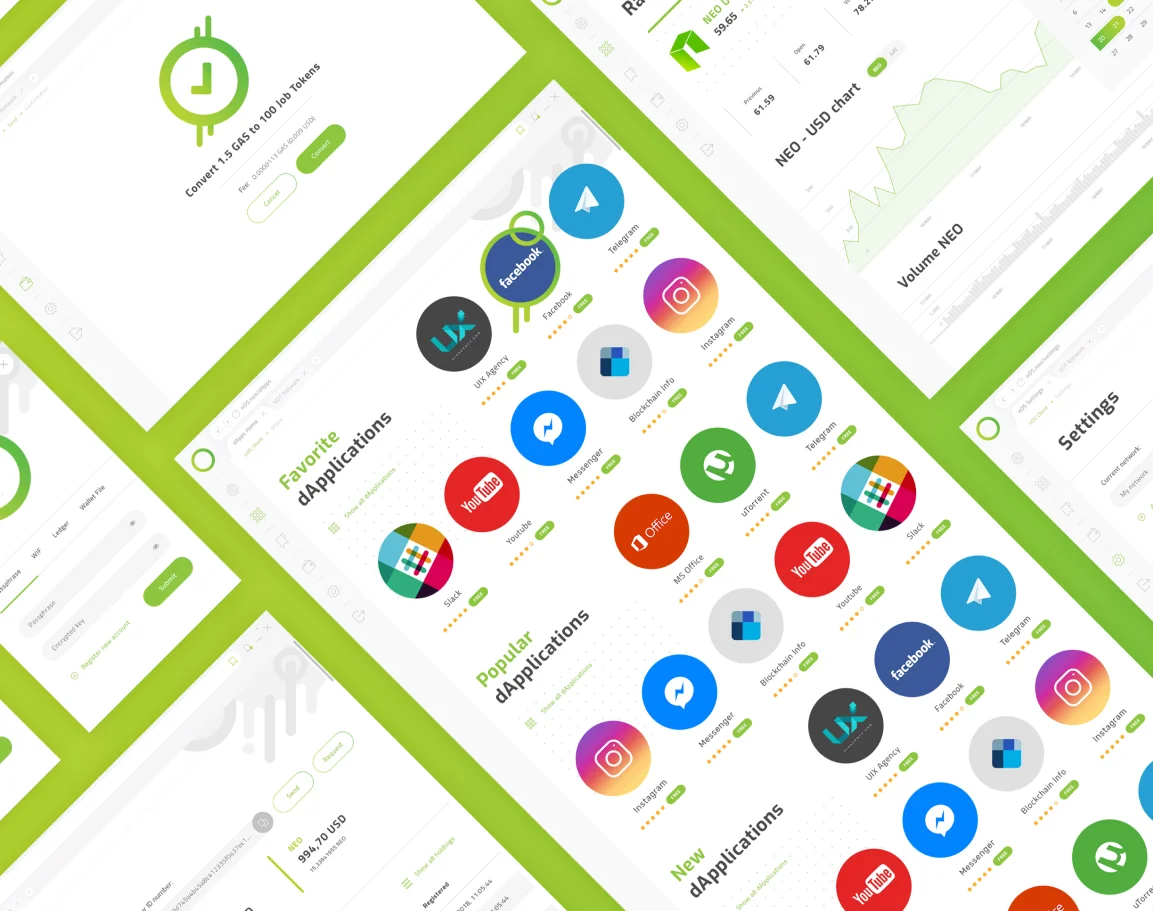 Convert 1.5 GAS to 100 Job Tokens
Fee: 0.0000113 GAS (0.009 USD)
Cancel
Convert
NEO
59.65
Open
61.79
Previous
61.59
NEO - USD chart
NEO
GAS
Volume NEO
13
14
20
21
22
27
28
29
Favorite
dApplications
Show all dApplications
UIX Agency
FREE
facebook
Facebook
FREE
Telegram
FREE
Slack
FREE
YouTube
Youtube
FREE
Messenger
FREE
Blockchain Info
FREE
Instagram
FREE
Popular
dApplications
Show all dApplications
Office
MS Office
FREE
uTorrent
FREE
Telegram
FREE
Instagram
FREE
Messenger
FREE
Blockchain Info
FREE
YouTube
Youtube
FREE
Slack
FREE
New
dApplications
Show all dApplications
UIX Agency
FREE
facebook
Facebook
FREE
Telegram
FREE
YouTube
Messenger
FREE
Blockchain Info
FREE
Instagram
FREE
Settings
Current network
My network
WIF
Ledger
Wallet File
Passphrase
Encrypted key
Submit
Register new account
Send
Request
NEO
994,70 USD
Show all holdings
Registered